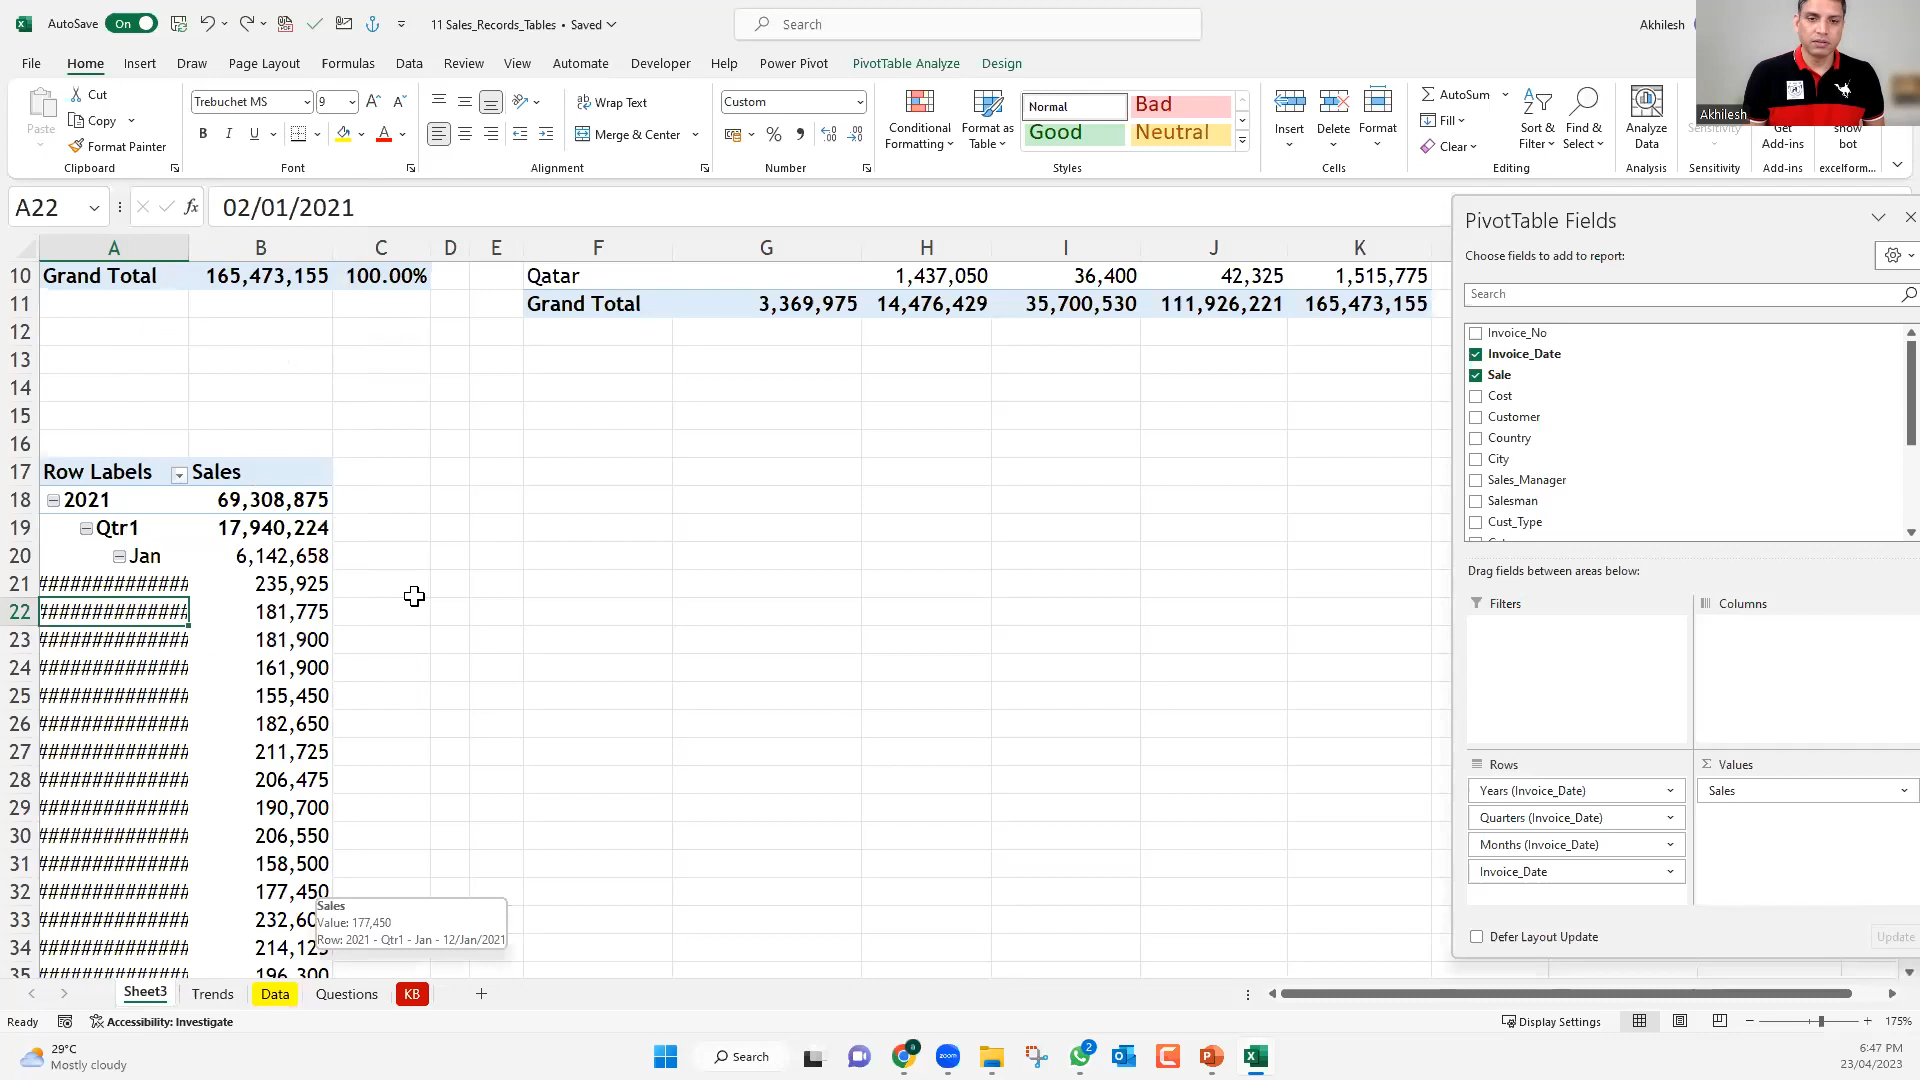 AutoSave On 11 Sales_Records_Tables • Saved Search Akhilesh
File Home Insert Draw Page Layout Formulas Data Review View Automate Developer Help Power Pivot PivotTable Analyze Design
Paste Cut Copy Format Painter Clipboard
Trebuchet MS 9 B I U Font
Wrap Text Merge & Center Alignment
Custom % Number
Conditional Formatting Format as Table Normal Bad Good Neutral Styles
Insert Delete Format Cells
AutoSum Fill Clear Sort & Filter Find & Select Editing
Analyze Data Analysis Sensitivity Sensitivity Get Add-ins Add-ins show bot excelform...
Akhilesh
A22 fx 02/01/2021
A B C D E F G H I J K
10 Grand Total 165,473,155 100.00% Qatar 1,437,050 36,400 42,325 1,515,775
11 Grand Total 3,369,975 14,476,429 35,700,530 111,926,221 165,473,155
12
13
14
15
16
17 Row Labels Sales
18 2021 69,308,875
19 Qtr1 17,940,224
20 Jan 6,142,658
21 ############## 235,925
22 ############## 181,775
23 ############## 181,900
24 ############## 161,900
25 ############## 155,450
26 ############## 182,650
27 ############## 211,725
28 ############## 206,475
29 ############## 190,700
30 ############## 206,550
31 ############## 158,500
32 ############## 177,450
33 ############## 232,60
34 ############## 214,12
35 ############## 196,300
Sales
Value: 177,450
Row: 2021 - Qtr1 - Jan - 12/Jan/2021
PivotTable Fields
Choose fields to add to report:
Search
Invoice_No
Invoice_Date
Sale
Cost
Customer
Country
City
Sales_Manager
Salesman
Cust_Type
Drag fields between areas below:
Filters Columns
Rows Σ Values
Years (Invoice_Date) Sales
Quarters (Invoice_Date)
Months (Invoice_Date)
Invoice_Date
Defer Layout Update Update
Sheet3 Trends Data Questions KB
Ready Accessibility: Investigate Display Settings 175%
29°C
Mostly cloudy
Search
zoom
2
6:47 PM
23/04/2023